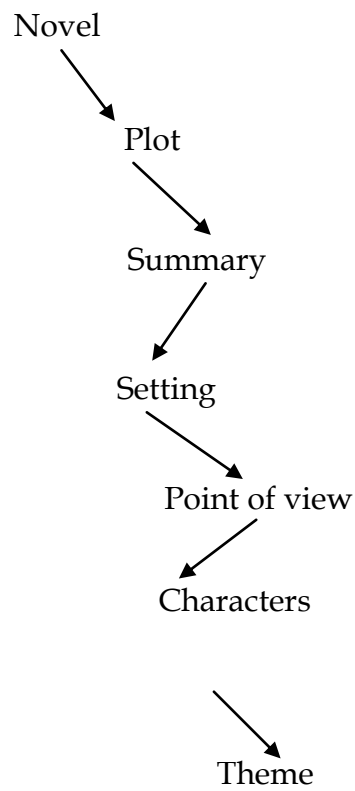 Novel
Plot
Summary
Setting
Point of view
Characters
Theme